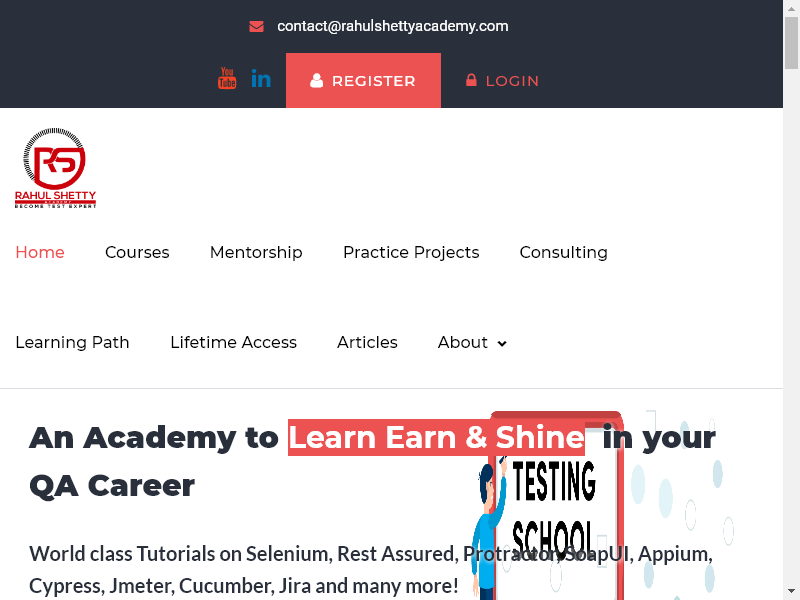 contact@rahulshettyacademy.com
You Tube in REGISTER LOGIN
RS
RAHUL SHETTY
ACADEMY
BECOME TEST EXPERT
Home Courses Mentorship Practice Projects Consulting
Learning Path Lifetime Access Articles About
An Academy to Learn Earn & Shine in your
QA Career
TESTING
SCHOOL
World class Tutorials on Selenium, Rest Assured, Protractor, SoapUI, Appium,
Cypress, Jmeter, Cucumber, Jira and many more!